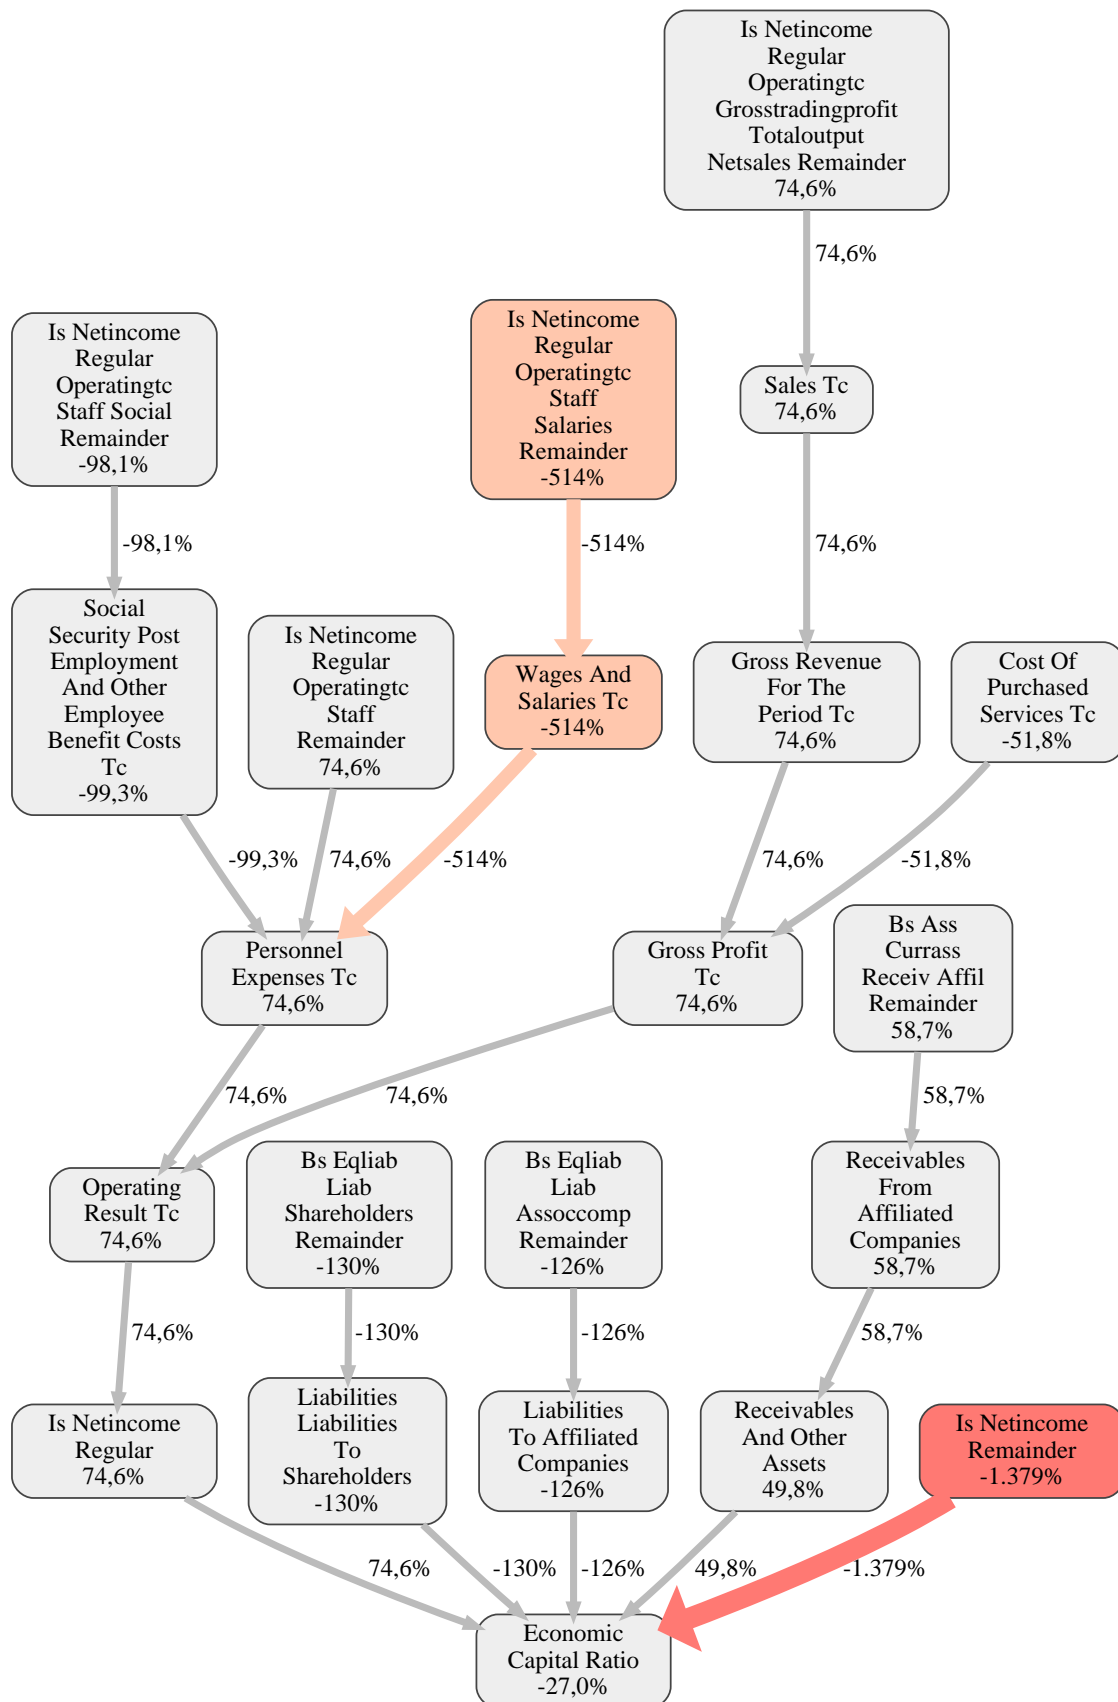 Is Netincome
Regular
Operatingtc
Grosstradingprofit
Totaloutput
Netsales Remainder
74,6%
74,6%
Is Netincome
Regular
Operatingtc
Staff Social
Remainder
-98,1%
Is Netincome
Regular
Operatingtc
Staff
Salaries
Remainder
-514%
Sales Tc
74,6%
-98,1%
-514%
74,6%
Social
Security Post
Employment
And Other
Employee
Benefit Costs
Tc
-99,3%
Is Netincome
Regular
Operatingtc
Staff
Remainder
74,6%
Wages And
Salaries Tc
-514%
Gross Revenue
For The
Period Tc
74,6%
Cost Of
Purchased
Services Tc
-51,8%
-99,3%
74,6%
-514%
74,6%
-51,8%
Personnel
Expenses Tc
74,6%
Gross Profit
Tc
74,6%
Bs Ass
Currass
Receiv Affil
Remainder
58,7%
74,6%
74,6%
58,7%
Operating
Result Tc
74,6%
Bs Eqliab
Liab
Shareholders
Remainder
-130%
Bs Eqliab
Liab
Assoccomp
Remainder
-126%
Receivables
From
Affiliated
Companies
58,7%
74,6%
-130%
-126%
58,7%
Is Netincome
Regular
74,6%
Liabilities
Liabilities
To
Shareholders
-130%
Liabilities
To Affiliated
Companies
-126%
Receivables
And Other
Assets
49,8%
Is Netincome
Remainder
-1.379%
74,6%
-130%
-126%
49,8%
-1.379%
Economic
Capital Ratio
-27,0%